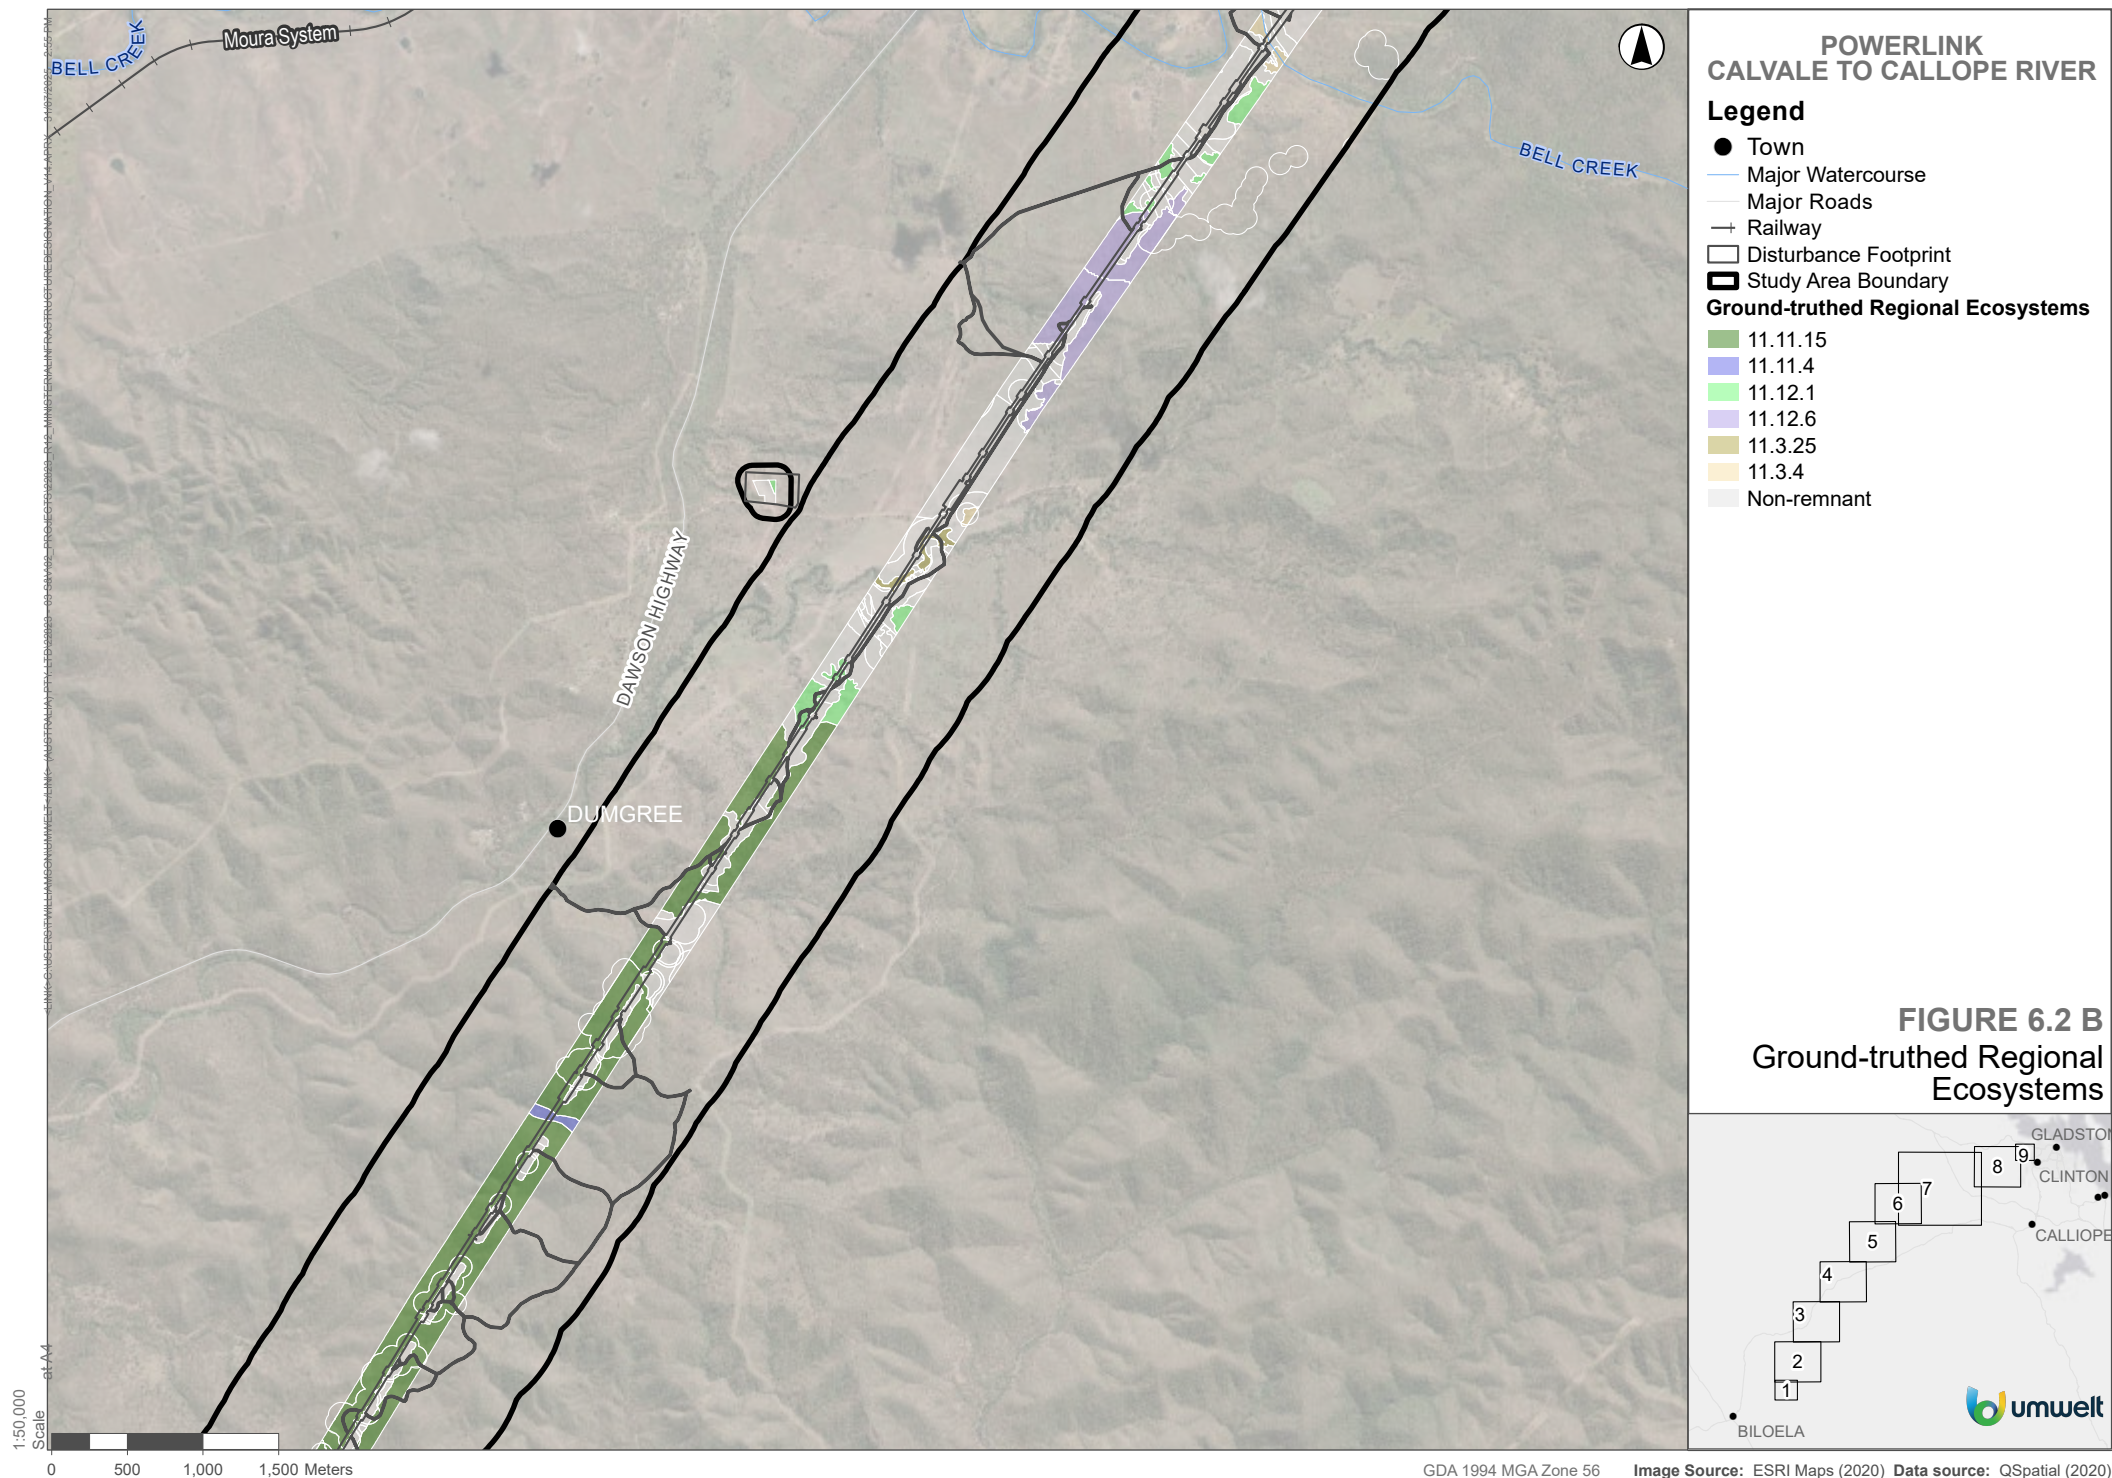 BELL CREEK
Moura System
BELL CREEK
DAWSON HIGHWAY
DUMGREE
POWERLINK
CALVALE TO CALLOPE RIVER
Legend
Town
Major Watercourse
Major Roads
Railway
Disturbance Footprint
Study Area Boundary
Ground-truthed Regional Ecosystems
11.11.15
11.11.4
11.12.1
11.12.6
11.3.25
11.3.4
Non-remnant
FIGURE 6.2 B
Ground-truthed Regional
Ecosystems
GLADSTON
9
8
CLINTON
7
6
CALLIOPE
5
4
3
2
1
BILOELA
umwelt
1:50,000
Scale
at A4
0 500 1,000 1,500 Meters
GDA 1994 MGA Zone 56 Image Source: ESRI Maps (2020) Data source: QSpatial (2020)